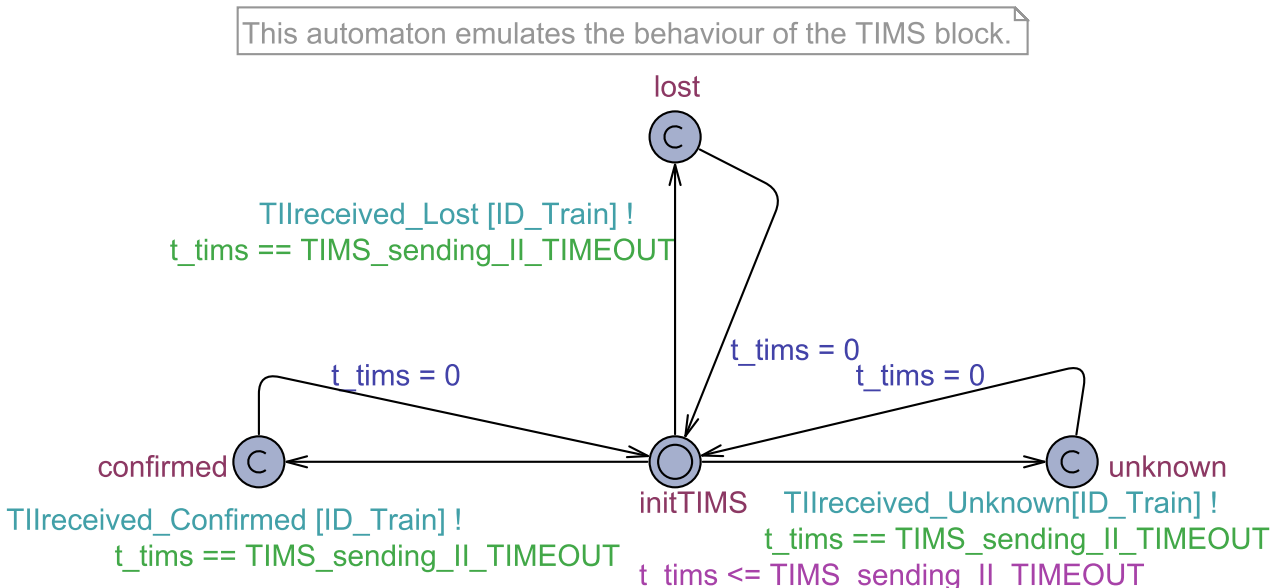 This automaton emulates the behaviour of the TIMS block.
lost
C
TIIreceived_Lost [ID_Train] !
t_tims == TIMS_sending_II_TIMEOUT
t_tims = 0
t_tims = 0
t_tims = 0
confirmed
C
C
unknown
initTIMS
TIIreceived_Unknown[ID_Train] !
TIIreceived_Confirmed [ID_Train] !
t_tims == TIMS_sending_II_TIMEOUT
t_tims == TIMS_sending_II_TIMEOUT
t_tims <= TIMS_sending_II_TIMEOUT